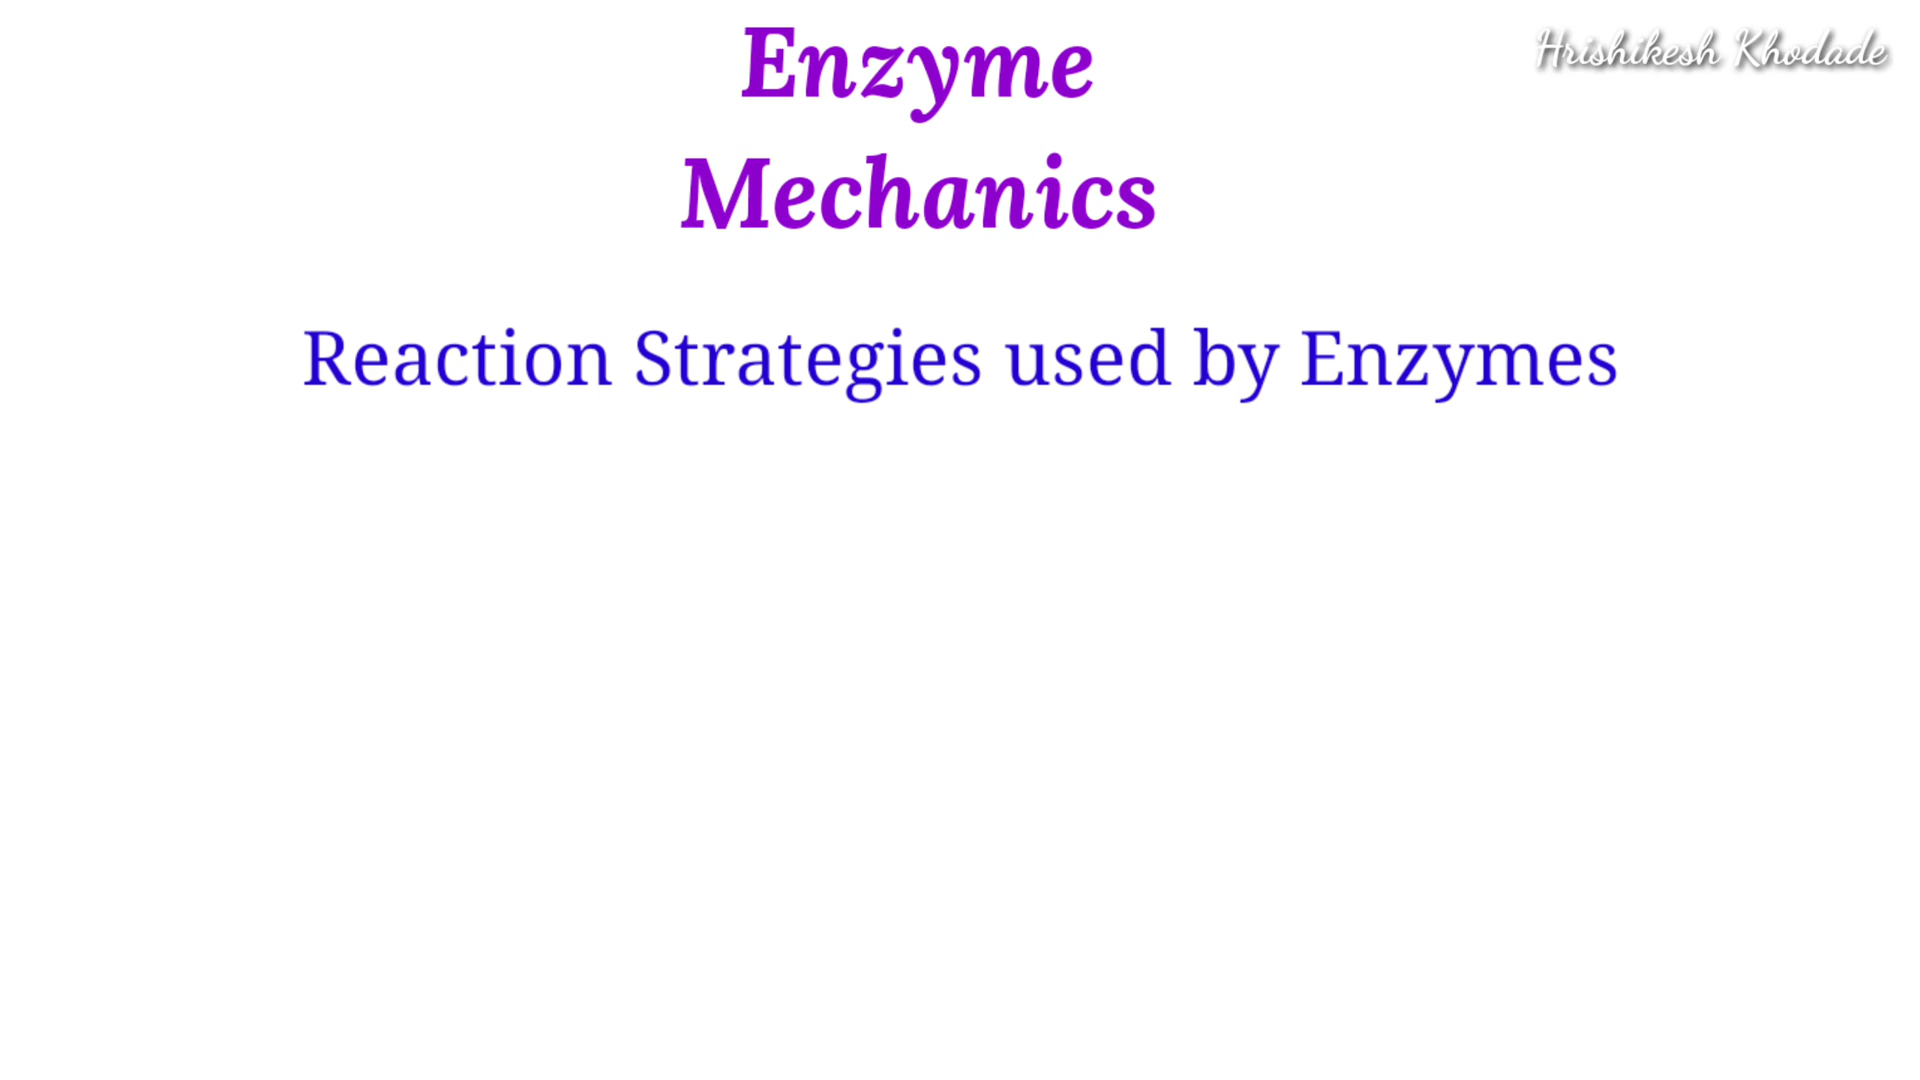 Enzyme
Hrishikesh Khodade
Mechanics
Reaction Strategies used by Enzymes